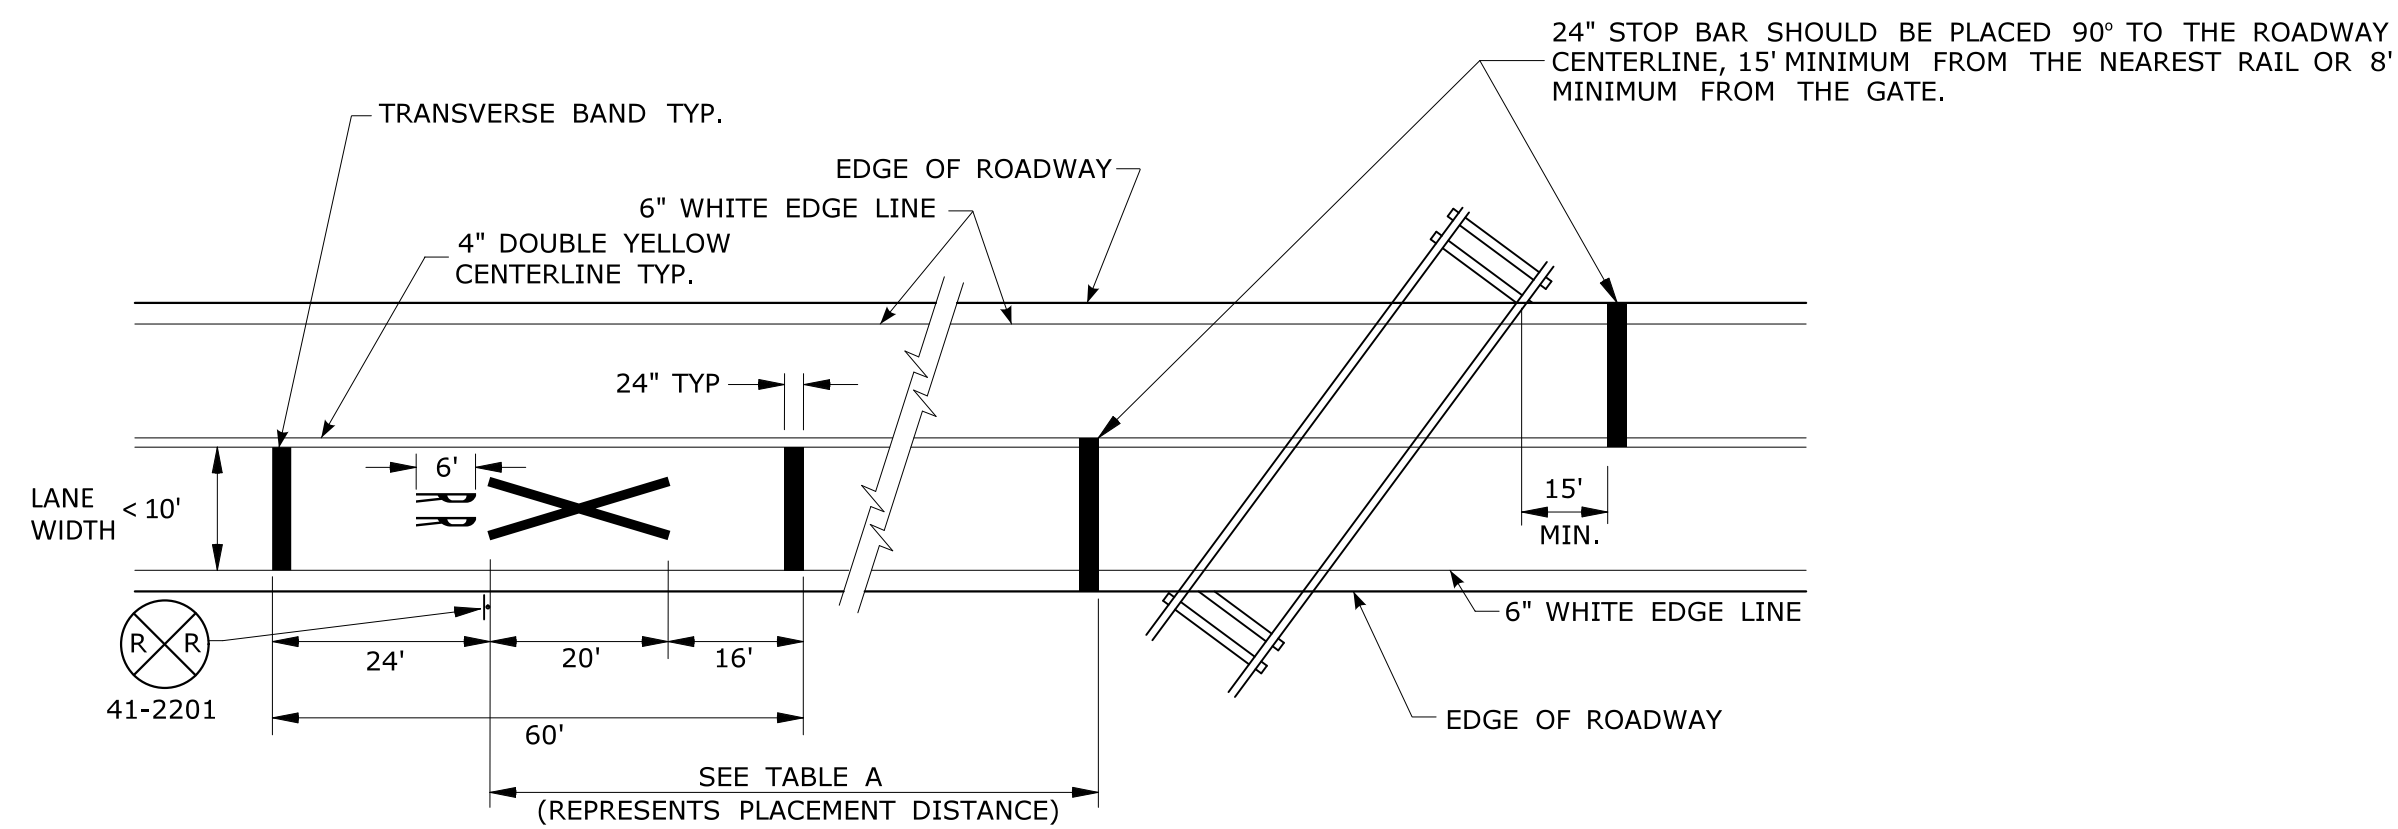 24" STOP BAR SHOULD BE PLACED 90° TO THE ROADWAY
CENTERLINE, 15' MINIMUM FROM THE NEAREST RAIL OR 8'
MINIMUM FROM THE GATE.
TRANSVERSE BAND TYP.
EDGE OF ROADWAY
6" WHITE EDGE LINE
4" DOUBLE YELLOW
CENTERLINE TYP.
24" TYP
6'
LANE
WIDTH
< 10'
15'
MIN.
6" WHITE EDGE LINE
R R
41-2201
24'
20'
16'
60'
EDGE OF ROADWAY
SEE TABLE A
(REPRESENTS PLACEMENT DISTANCE)
RR